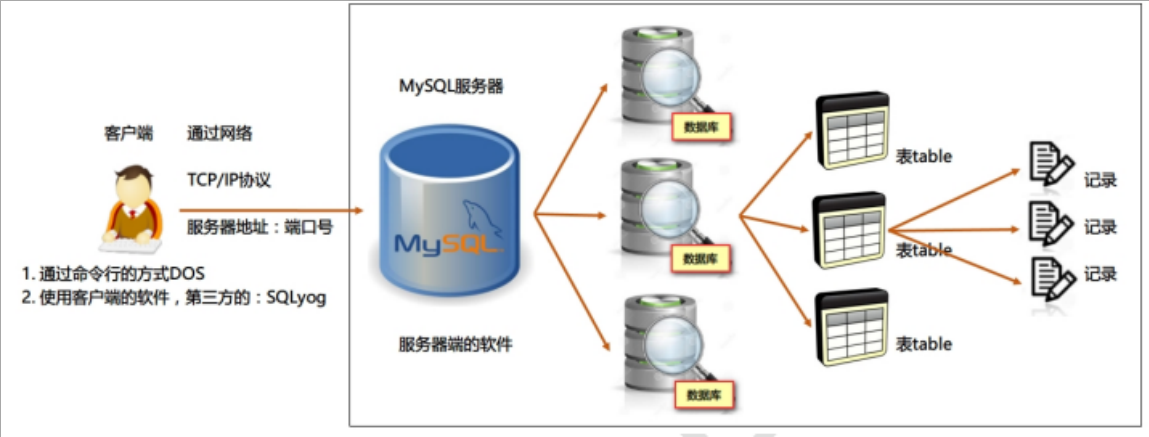 MySQL服务器
客户端
通过网络
TCP/IP协议
服务器地址：端口号
1. 通过命令行的方式DOS
2. 使用客户端的软件，第三方的：SQLyog
MySQL
服务器端的软件
数据库
数据库
数据库
表table
表table
表table
记录
记录
记录